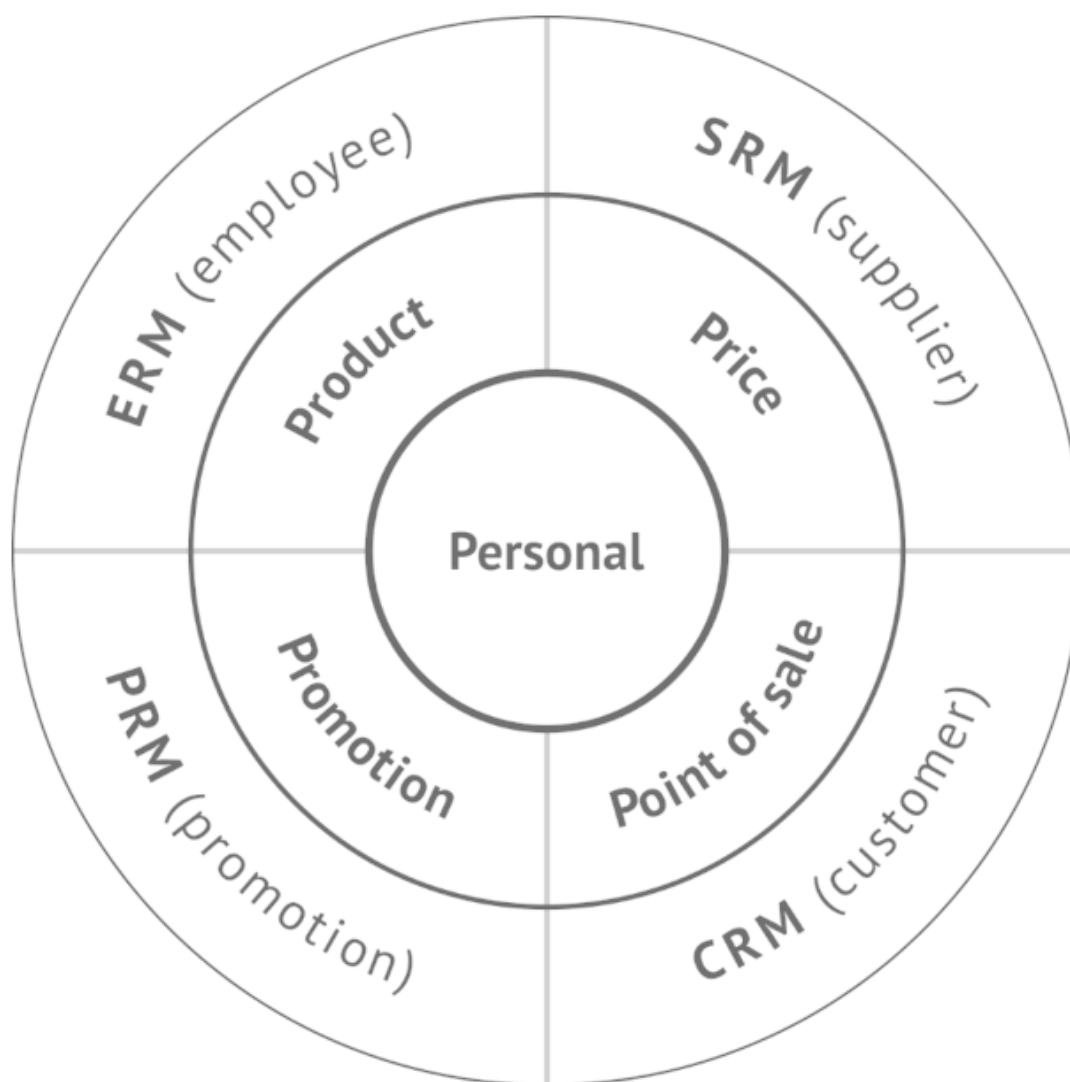 ERM (employee)
SRM (supplier)
Product
Price
Personal
Promotion
Point of sale
PRM (promotion)
CRM (customer)